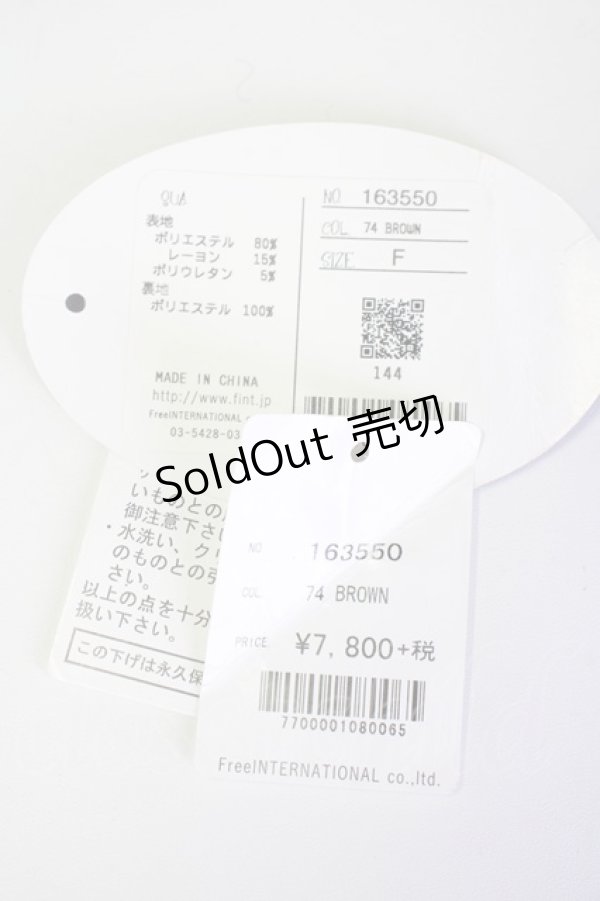 QUA
表地
ポリエステル 80%
レーヨン 15%
ポリウレタン 5%
裏地
ポリエステル 100%
MADE IN CHINA
http://www.fint.jp
FreeINTERNATIONAL
03-5428-03
NO 163550
COL 74 BROWN
SIZE F
144
SoldOut 売切
いものとの
御注意下さい
・水洗い、
のものとの
さい。
以上の点を十分
扱い下さい。
この下げは永久保
NO. 163550
COL. 74 BROWN
PRICE ¥7,800+税
7700001080065
FreeINTERNATIONAL co.,ltd.